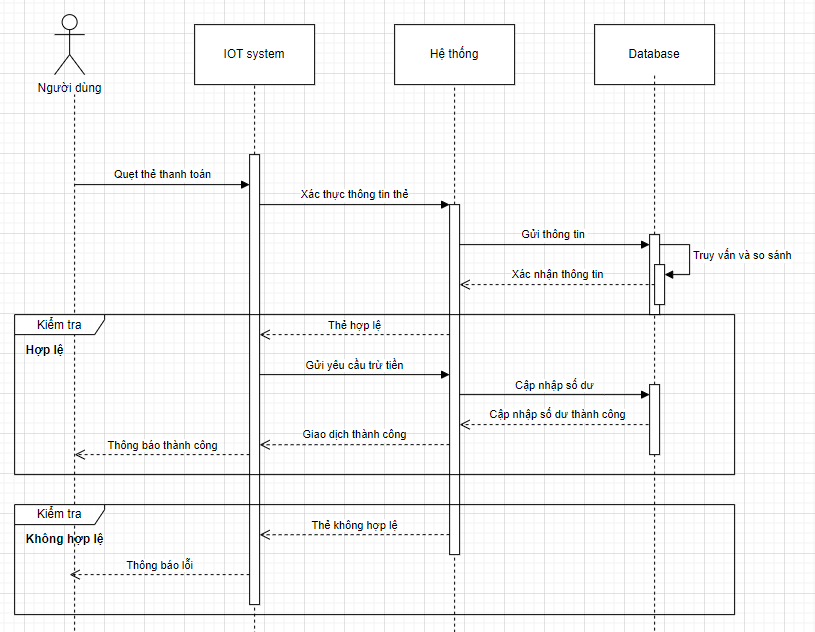 Người dùng
IOT system
Hệ thống
Database
Quẹt thẻ thanh toán
Xác thực thông tin thẻ
Gửi thông tin
Truy vấn và so sánh
Xác nhận thông tin
Kiểm tra
Hợp lệ
Thẻ hợp lệ
Gửi yêu cầu trừ tiền
Cập nhập số dư
Cập nhập số dư thành công
Giao dịch thành công
Thông báo thành công
Kiểm tra
Không hợp lệ
Thẻ không hợp lệ
Thông báo lỗi